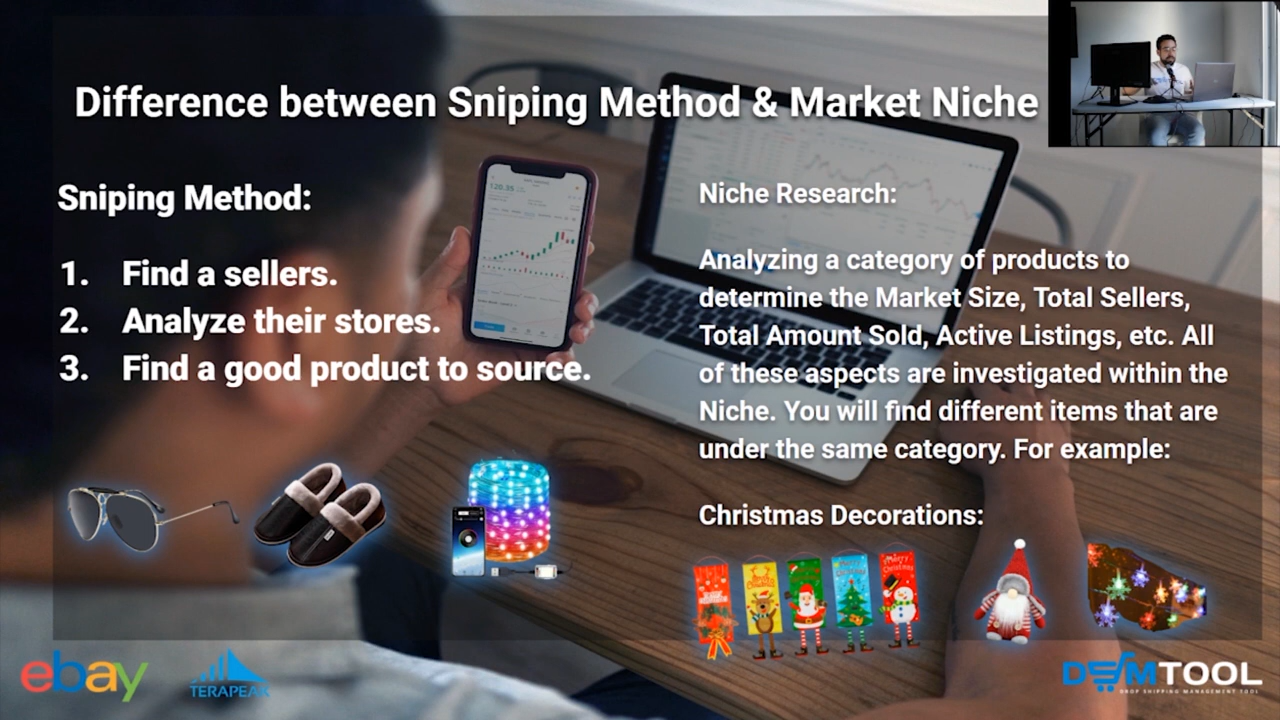 Difference between Sniping Method & Market Niche
Sniping Method:
1. Find a sellers.
2. Analyze their stores.
3. Find a good product to source.
Niche Research:
Analyzing a category of products to
determine the Market Size, Total Sellers,
Total Amount Sold, Active Listings, etc. All
of these aspects are investigated within the
Niche. You will find different items that are
under the same category. For example:
Christmas Decorations:
120.35
ebay
TERAPEAK
DSMTOOL
DROP SHIPPING MANAGEMENT TOOL